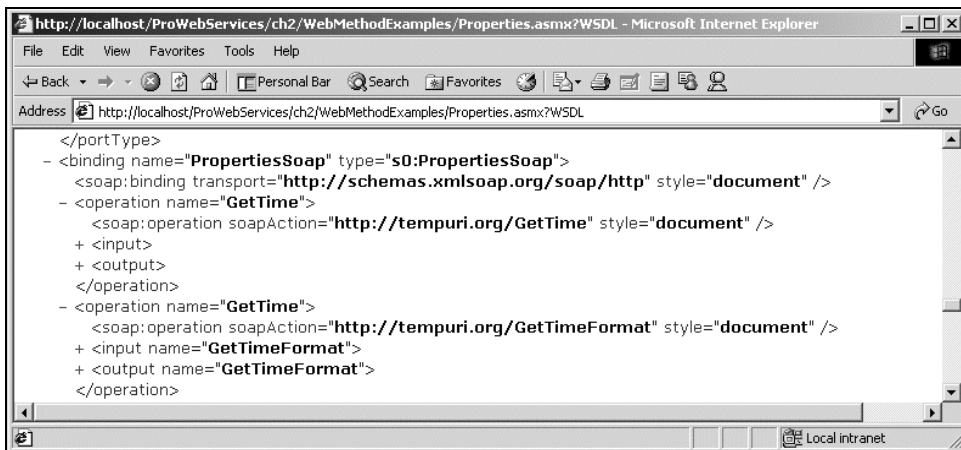 http://localhost/ProWebServices/ch2/WebMethodExamples/Properties.asmx?WSDL - Microsoft Internet Explorer
File Edit View Favorites Tools Help
Back Personal Bar Search Favorites
Address http://localhost/ProWebServices/ch2/WebMethodExamples/Properties.asmx?WSDL Go
</portType>
- <binding name="PropertiesSoap" type="s0:PropertiesSoap">
<soap:binding transport="http://schemas.xmlsoap.org/soap/http" style="document" />
- <operation name="GetTime">
<soap:operation soapAction="http://tempuri.org/GetTime" style="document" />
+ <input>
+ <output>
</operation>
- <operation name="GetTime">
<soap:operation soapAction="http://tempuri.org/GetTimeFormat" style="document" />
+ <input name="GetTimeFormat">
+ <output name="GetTimeFormat">
</operation>
Local intranet